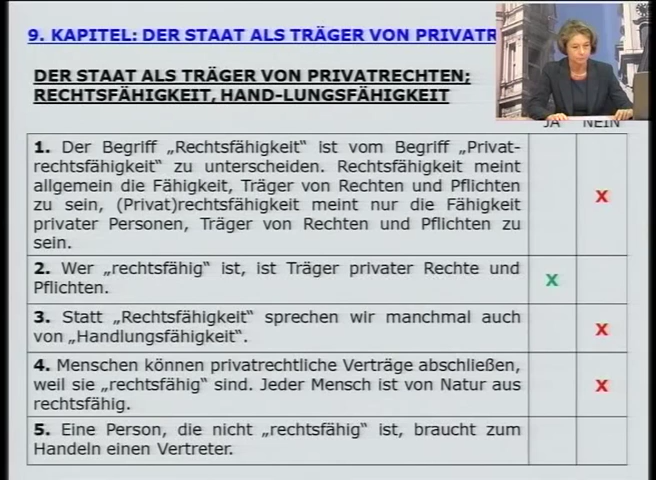 9. KAPITEL: DER STAAT ALS TRÄGER VON PRIVATR
DER STAAT ALS TRÄGER VON PRIVATRECHTEN;
RECHTSFÄHIGKEIT, HAND-LUNGSFÄHIGKEIT
JA NEIN
1. Der Begriff „Rechtsfähigkeit" ist vom Begriff „Privat-
rechtsfähigkeit" zu unterscheiden. Rechtsfähigkeit meint
allgemein die Fähigkeit, Träger von Rechten und Pflichten
zu sein, (Privat)rechtsfähigkeit meint nur die Fähigkeit
privater Personen, Träger von Rechten und Pflichten zu
sein.
X
2. Wer „rechtsfähig" ist, ist Träger privater Rechte und
Pflichten.
X
3. Statt „Rechtsfähigkeit" sprechen wir manchmal auch
von „Handlungsfähigkeit".
X
4. Menschen können privatrechtliche Verträge abschließen,
weil sie „rechtsfähig" sind. Jeder Mensch ist von Natur aus
rechtsfähig.
X
5. Eine Person, die nicht „rechtsfähig" ist, braucht zum
Handeln einen Vertreter.